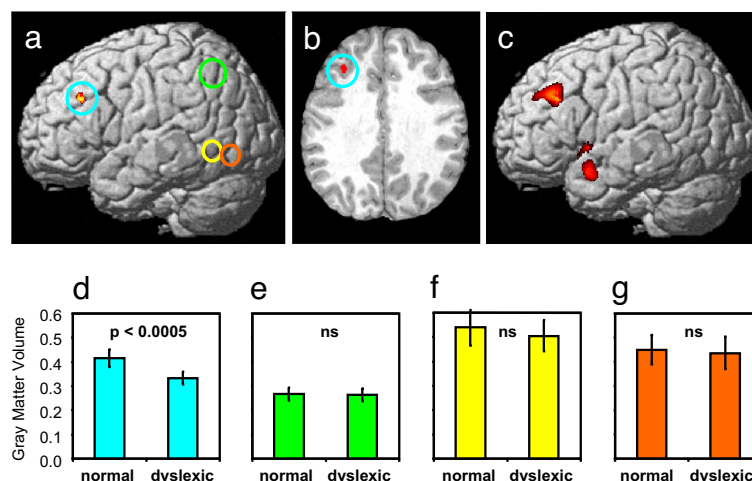 a
b
c
d
e
f
g
Gray Matter Volume
0.6
0.5
0.4
0.3
0.2
0.1
0.0
p < 0.0005
normal dyslexic
ns
normal dyslexic
ns
normal dyslexic
ns
normal dyslexic